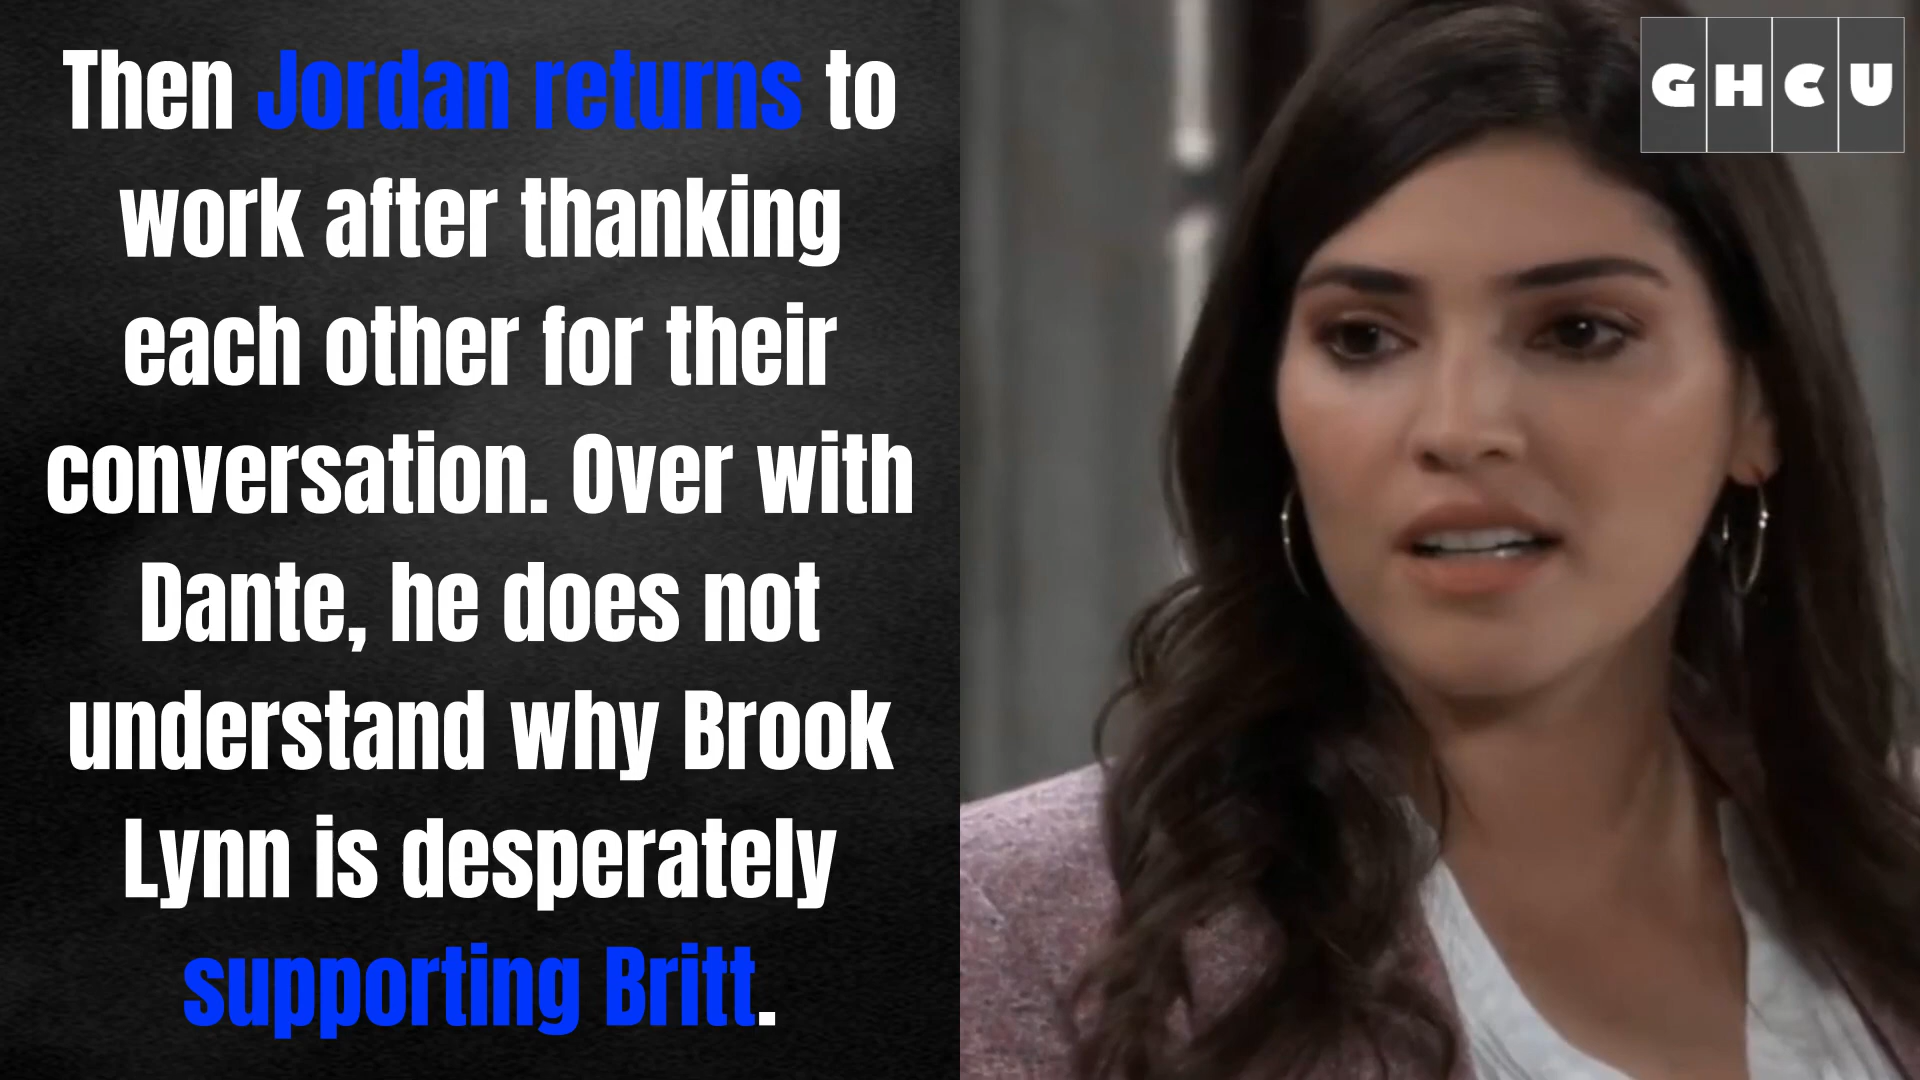 Then Jordan returns to
work after thanking
each other for their
conversation. Over with
Dante, he does not
understand why Brook
Lynn is desperately
supporting Britt.
GHCU